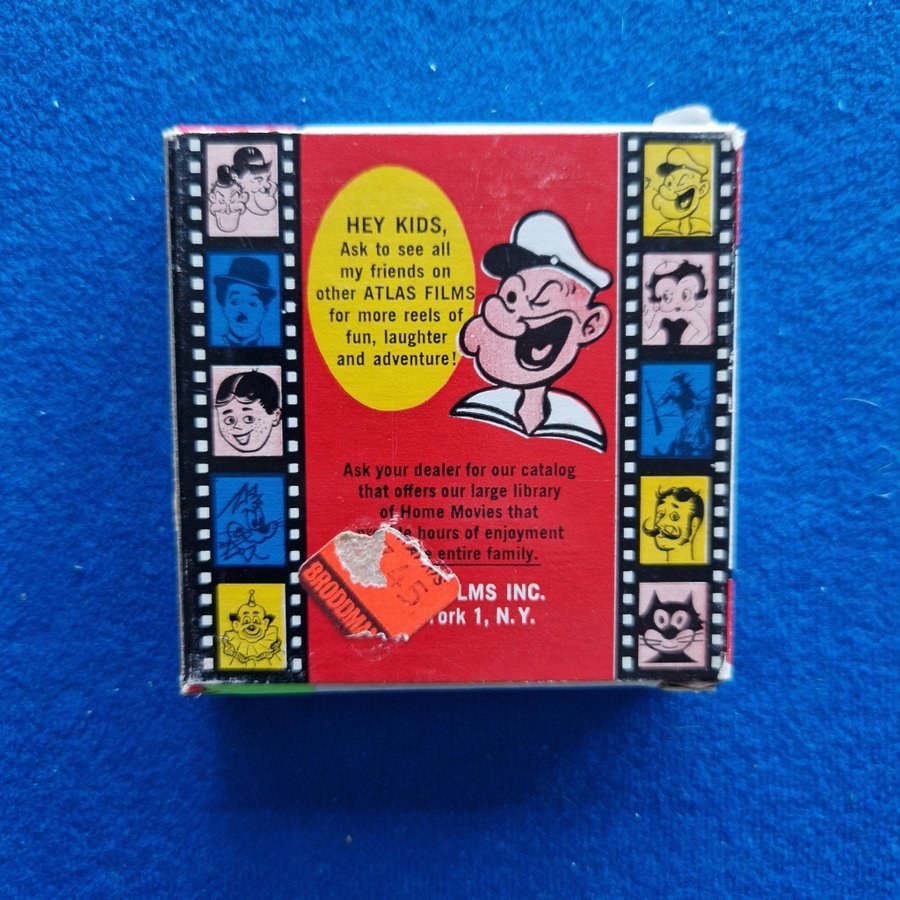 HEY KIDS,
Ask to see all
my friends on
other ATLAS FILMS
for more reels of
fun, laughter
and adventure!
Ask your dealer for our catalog
that offers our large library
of Home Movies that
hours of enjoyment
entire family.
LMS INC.
ork 1, N.Y.
45